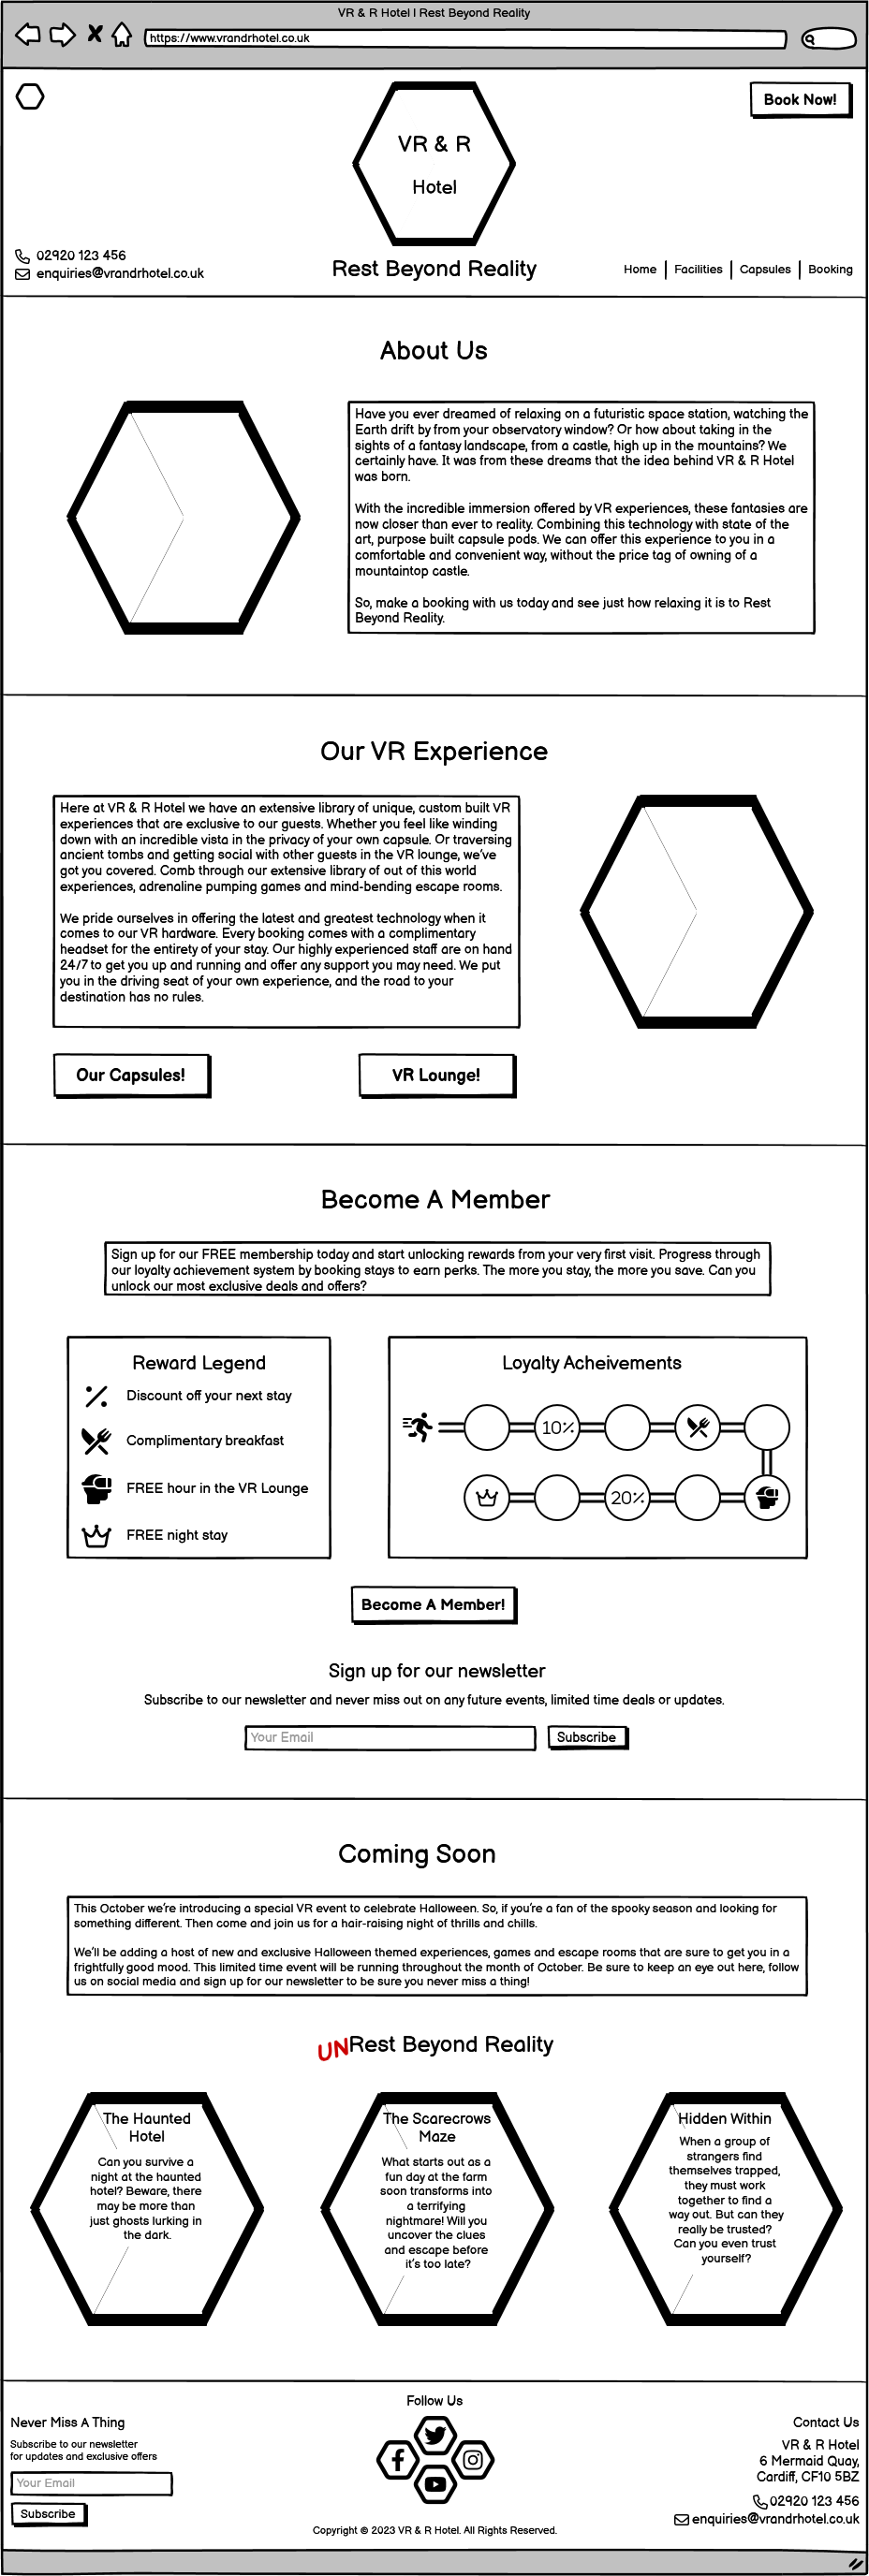 VR & R Hotel | Rest Beyond Reality
https://www.vrandrhotel.co.uk
Book Now!
VR & R
Hotel
02920 123 456
enquiries@vrandrhotel.co.uk
Rest Beyond Reality
Home | Facilities | Capsules | Booking
About Us
Have you ever dreamed of relaxing on a futuristic space station, watching the
Earth drift by from your observatory window? Or how about taking in the
sights of a fantasy landscape, from a castle, high up in the mountains? We
certainly have. It was from these dreams that the idea behind VR & R Hotel
was born.
With the incredible immersion offered by VR experiences, these fantasies are
now closer than ever to reality. Combining this technology with state of the
art, purpose built capsule pods. We can offer this experience to you in a
comfortable and convenient way, without the price tag of owning of a
mountaintop castle.
So, make a booking with us today and see just how relaxing it is to Rest
Beyond Reality.
Our VR Experience
Here at VR & R Hotel we have an extensive library of unique, custom built VR
experiences that are exclusive to our guests. Whether you feel like winding
down with an incredible vista in the privacy of your own capsule. Or traversing
ancient tombs and getting social with other guests in the VR lounge, we've
got you covered. Comb through our extensive library of out of this world
experiences, adrenaline pumping games and mind-bending escape rooms.
We pride ourselves in offering the latest and greatest technology when it
comes to our VR hardware. Every booking comes with a complimentary
headset for the entirety of your stay. Our highly experienced staff are on hand
24/7 to get you up and running and offer any support you may need. We put
you in the driving seat of your own experience, and the road to your
destination has no rules.
Our Capsules!
VR Lounge!
Become A Member
Sign up for our FREE membership today and start unlocking rewards from your very first visit. Progress through
our loyalty achievement system by booking stays to earn perks. The more you stay, the more you save. Can you
unlock our most exclusive deals and offers?
Reward Legend
Discount off your next stay
Complimentary breakfast
FREE hour in the VR Lounge
FREE night stay
Loyalty Acheivements
10%
20%
Become A Member!
Sign up for our newsletter
Subscribe to our newsletter and never miss out on any future events, limited time deals or updates.
Your Email
Subscribe
Coming Soon
This October we're introducing a special VR event to celebrate Halloween. So, if you're a fan of the spooky season and looking for
something different. Then come and join us for a hair-raising night of thrills and chills.
We'll be adding a host of new and exclusive Halloween themed experiences, games and escape rooms that are sure to get you in a
frightfully good mood. This limited time event will be running throughout the month of October. Be sure to keep an eye out here, follow
us on social media and sign up for our newsletter to be sure you never miss a thing!
UNRest Beyond Reality
The Haunted
Hotel
Can you survive a
night at the haunted
hotel? Beware, there
may be more than
just ghosts lurking in
the dark.
The Scarecrows
Maze
What starts out as a
fun day at the farm
soon transforms into
a terrifying
nightmare! Will you
uncover the clues
and escape before
it's too late?
Hidden Within
When a group of
strangers find
themselves trapped,
they must work
together to find a
way out. But can they
really be trusted?
Can you even trust
yourself?
Never Miss A Thing
Subscribe to our newsletter
for updates and exclusive offers
Your Email
Subscribe
Follow Us
Copyright © 2023 VR & R Hotel. All Rights Reserved.
Contact Us
VR & R Hotel
6 Mermaid Quay,
Cardiff, CF10 5BZ
02920 123 456
enquiries@vrandrhotel.co.uk